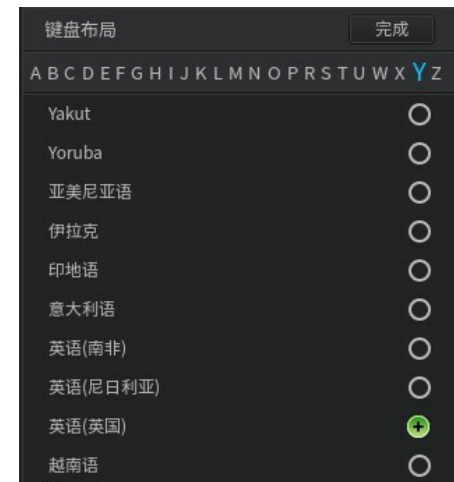 键盘布局 完成
A B C D E F G H I J K L M N O P R S T U W X Y Z
Yakut
Yoruba
亚美尼亚语
伊拉克
印地语
意大利语
英语(南非)
英语(尼日利亚)
英语(英国)
越南语